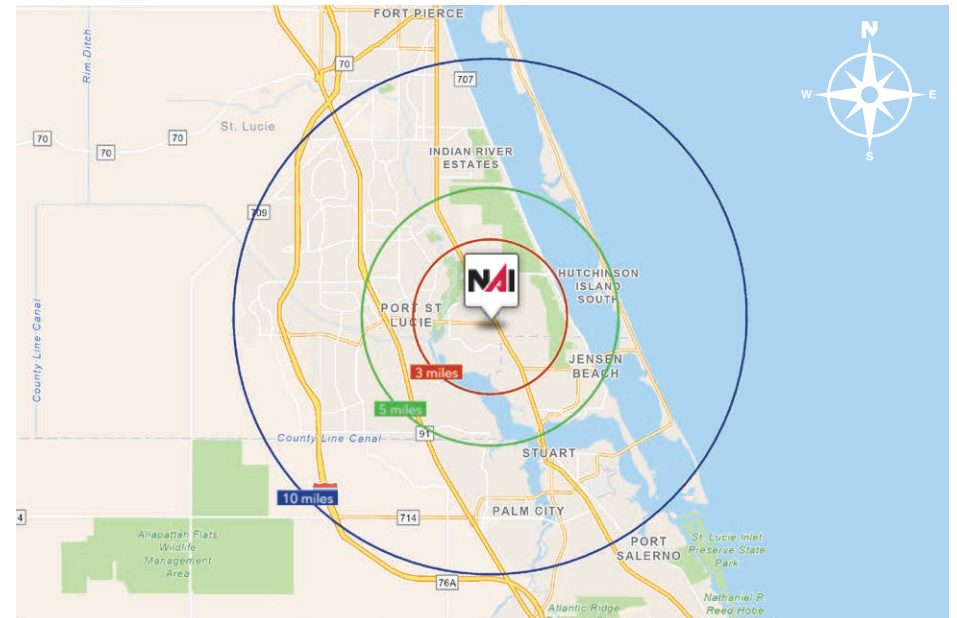 FORT PIERCE
N
W
E
S
Rim Ditch
70
707
St. Lucie
70
70
70
INDIAN RIVER
ESTATES
709
NAI
HUTCHINSON
ISLAND
SOUTH
PORT ST
LUCIE
County Line Canal
JENSEN
BEACH
3 miles
5 miles
91
County Line Canal
STUART
10 miles
4
714
PALM CITY
Allapattah Flats
Wildlife
Management
Area
PORT
SALERNO
St. Lucie Inlet
Preserve State
Park
76A
Nathaniel P.
Reed Hobe
Atlantic Ridge